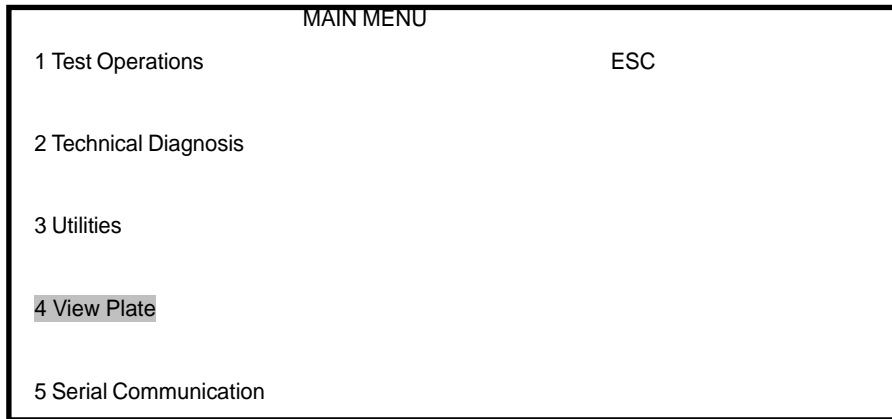 MAIN MENU
1 Test Operations ESC
2 Technical Diagnosis
3 Utilities
4 View Plate
5 Serial Communication